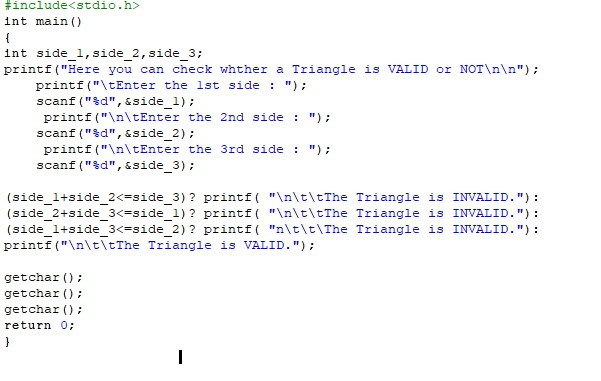 #include<stdio.h>
int main()
{
int side_1,side_2,side_3;
printf("Here you can check whther a Triangle is VALID or NOT\n\n");
printf("\tEnter the 1st side : ");
scanf("%d",&side_1);
printf("\n\tEnter the 2nd side : ");
scanf("%d",&side_2);
printf("\n\tEnter the 3rd side : ");
scanf("%d",&side_3);
(side_1+side_2<=side_3)? printf( "\n\t\tThe Triangle is INVALID."):
(side_2+side_3<=side_1)? printf( "\n\t\tThe Triangle is INVALID."):
(side_1+side_3<=side_2)? printf( "n\t\t\The Triangle is INVALID."):
printf("\n\t\tThe Triangle is VALID.");
getchar();
getchar();
getchar();
return 0;
}